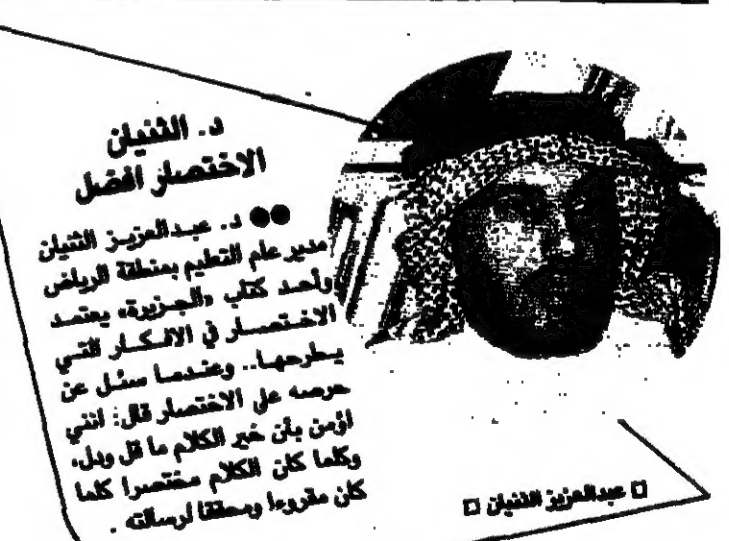 د. الثنيان
الاختصار افضل
●● د. عبدالعزيز الثنيان
مدير عام التعليم بمنطقة الرياض
وأحد كتاب «الجزيرة» يعتمد
الاختصار في الافكار التي
يطرحها.. وعندما سئل عن
حرصه على الاختصار قال: انني
اؤمن بأن خير الكلام ما قل ودل،
وكلما كان الكلام مختصرا كلما
كان مقروءا ومحققا لرسالته .
□ عبدالعزيز الثنيان □